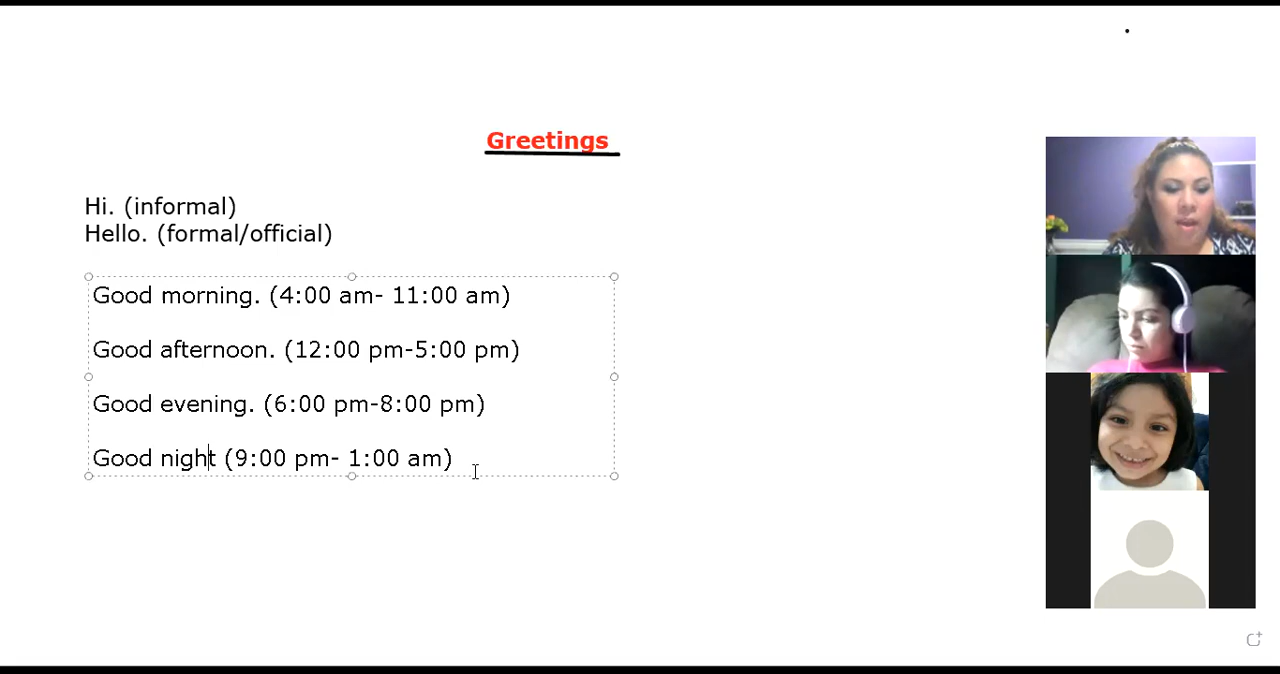 Greetings
Hi. (informal)
Hello. (formal/official)
Good morning. (4:00 am- 11:00 am)
Good afternoon. (12:00 pm-5:00 pm)
Good evening. (6:00 pm-8:00 pm)
Good night (9:00 pm- 1:00 am)